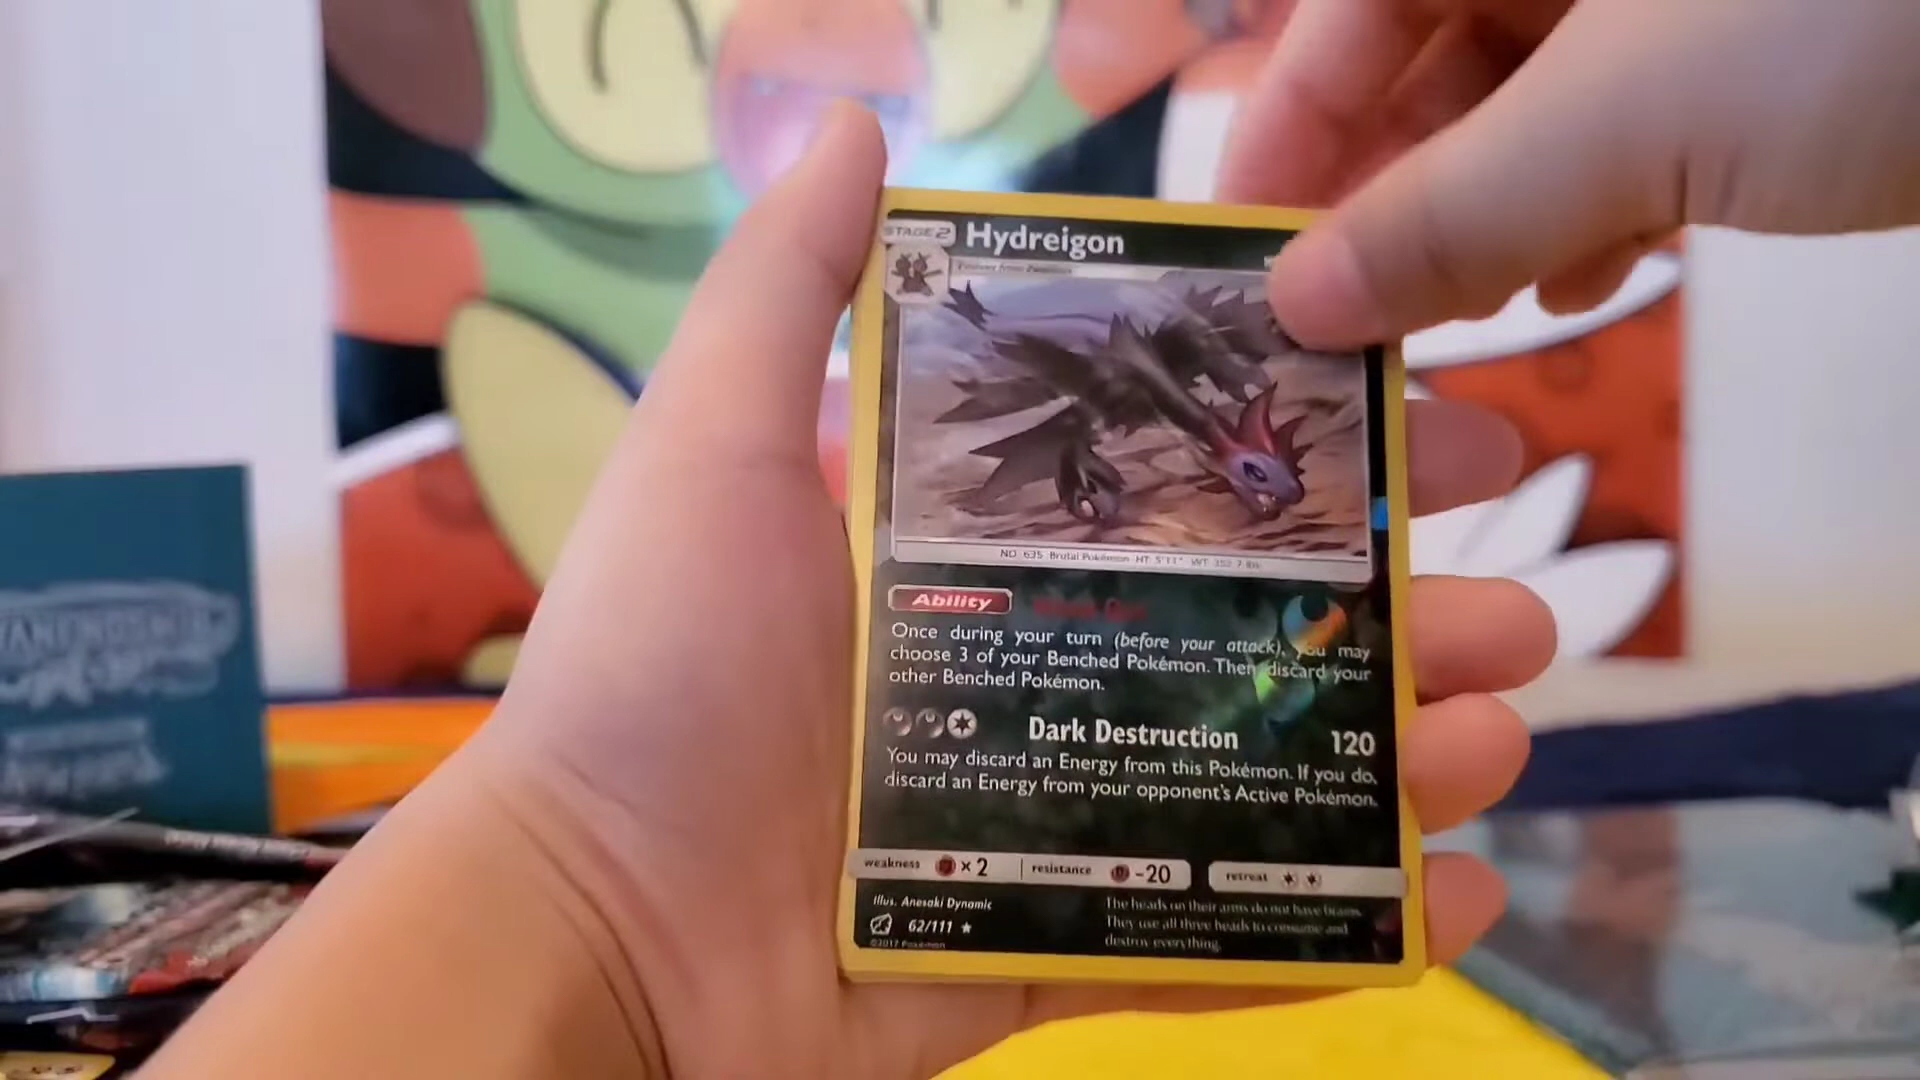 STAGE 2 Hydreigon
Evolves from Zweilous
NO. 635 Brutal Pokémon HT: 5'11" WT: 352.7 lbs.
Ability
Once during your turn (before your attack), you may
choose 3 of your Benched Pokémon. Then, discard your
other Benched Pokémon.
Dark Destruction 120
You may discard an Energy from this Pokémon. If you do,
discard an Energy from your opponent's Active Pokémon.
weakness × 2 resistance -20 retreat
Illus. Anesaki Dynamic
62/111
©2017 Pokémon
The heads on their arms do not have brains.
They use all three heads to consume and
destroy everything.